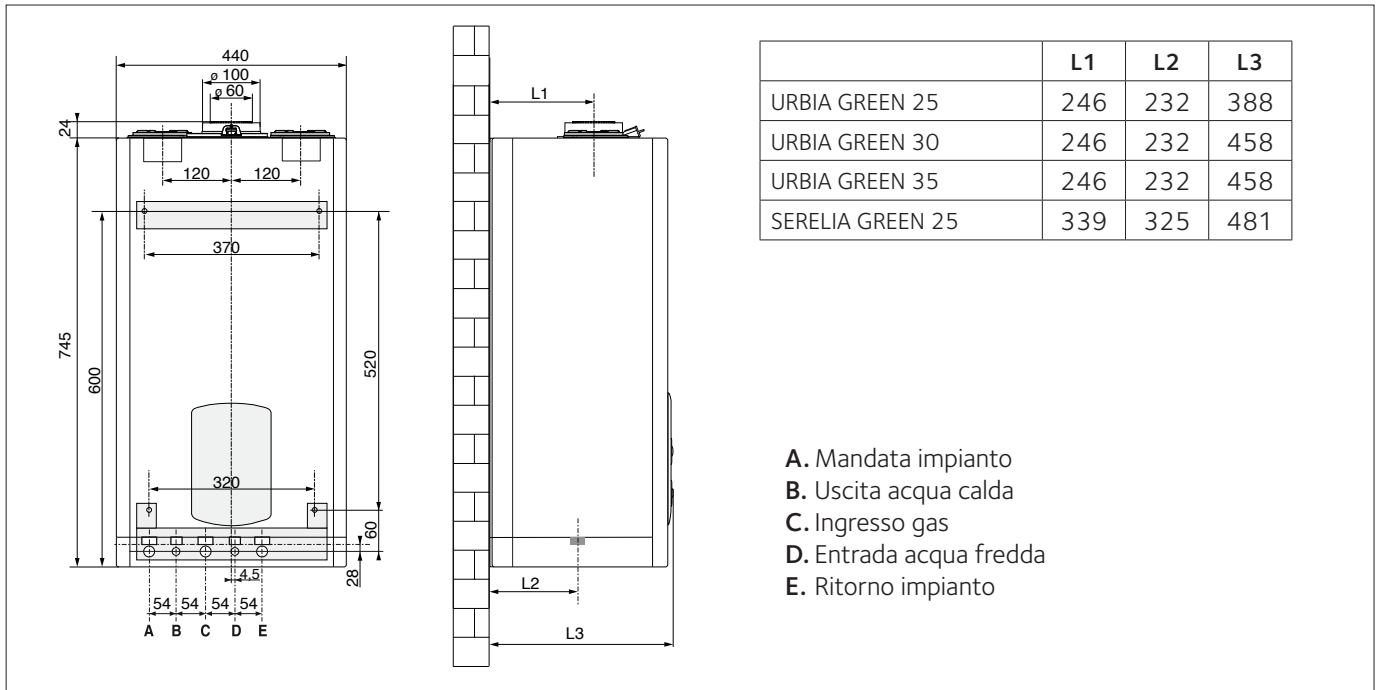 440
ø 100
ø 60
24
120 120
370
745
600
520
320
60
28
4,5
54 54 54 54
A B C D E
L1
L2
L3
L1 L2 L3
URBIA GREEN 25 246 232 388
URBIA GREEN 30 246 232 458
URBIA GREEN 35 246 232 458
SERELIA GREEN 25 339 325 481
A. Mandata impianto
B. Uscita acqua calda
C. Ingresso gas
D. Entrada acqua fredda
E. Ritorno impianto